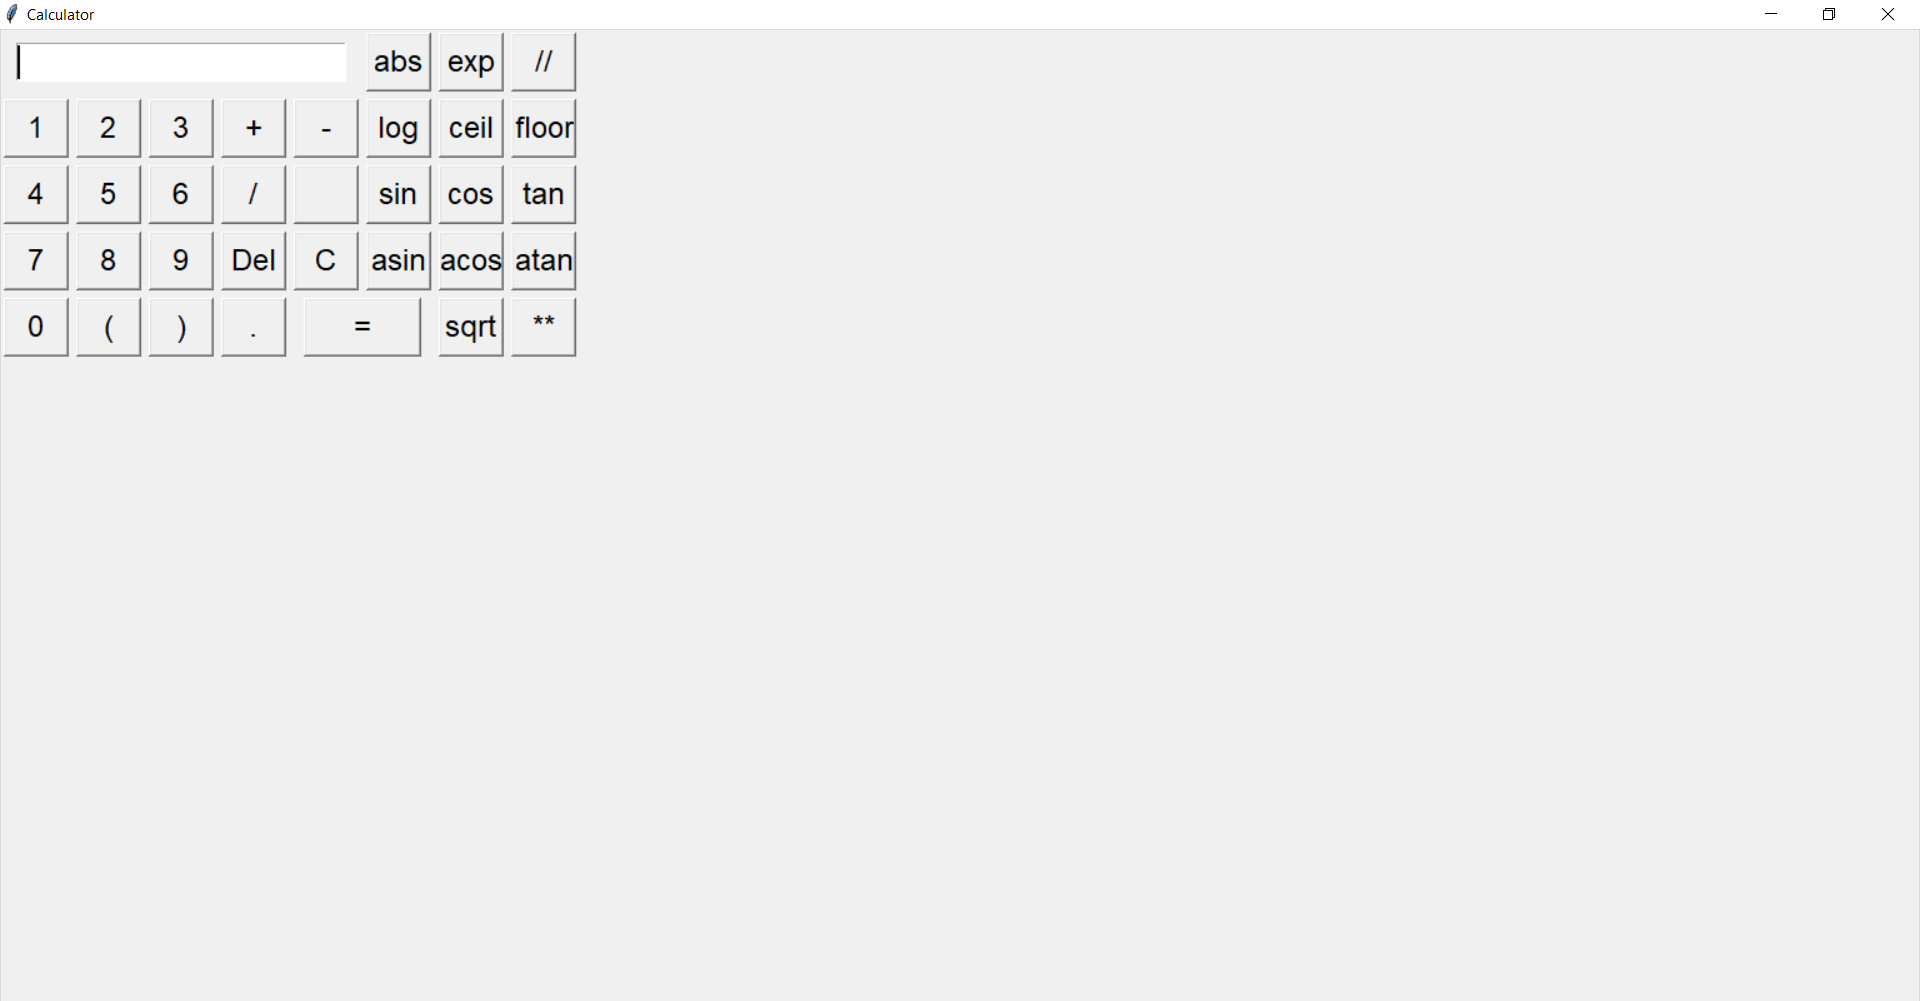 Calculator
abs exp //
1 2 3 + - log ceil floor
4 5 6 / sin cos tan
7 8 9 Del C asin acos atan
0 ( ) . = sqrt **